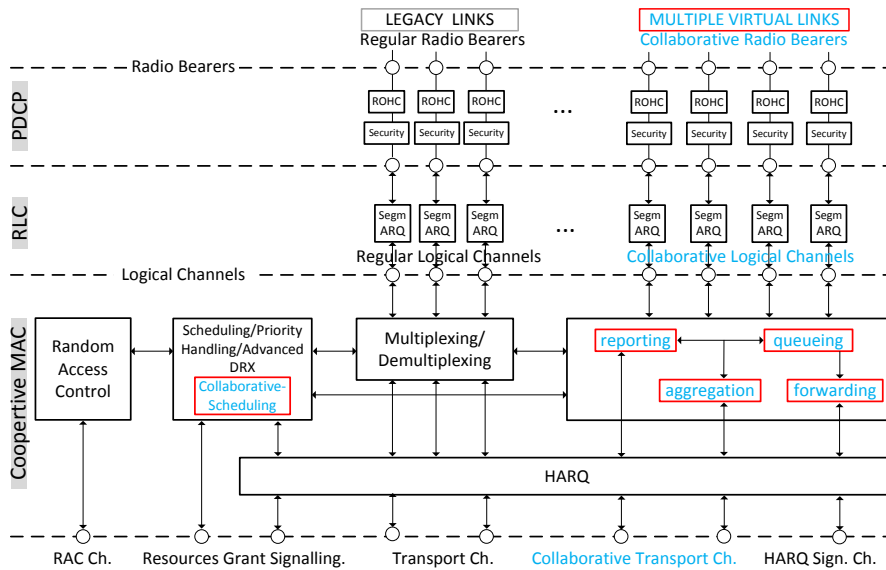 LEGACY LINKS
MULTIPLE VIRTUAL LINKS
Regular Radio Bearers
Collaborative Radio Bearers
Radio Bearers
PDCP
ROHC
ROHC
ROHC
...
ROHC
ROHC
ROHC
ROHC
Security
Security
Security
Security
Security
Security
Security
RLC
Segm
ARQ
Segm
ARQ
Segm
ARQ
...
Segm
ARQ
Segm
ARQ
Segm
ARQ
Segm
ARQ
Regular Logical Channels
Collaborative Logical Channels
Logical Channels
Coopertive MAC
Random
Access
Control
Scheduling/Priority
Handling/Advanced
DRX
Collaborative-
Scheduling
Multiplexing/
Demultiplexing
reporting
queueing
aggregation
forwarding
HARQ
RAC Ch.
Resources Grant Signalling.
Transport Ch.
Collaborative Transport Ch.
HARQ Sign. Ch.